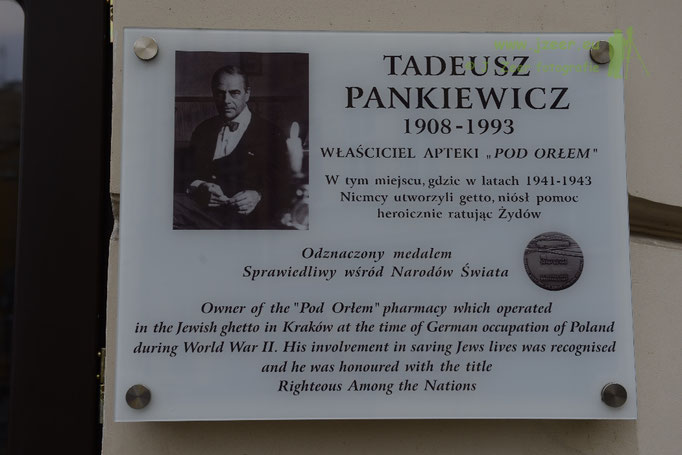 TADEUSZ
PANKIEWICZ
1908-1993
WŁAŚCICIEL APTEKI „POD ORŁEM"
W tym miejscu, gdzie w latach 1941-1943
Niemcy utworzyli getto, niósł pomoc
heroicznie ratując Żydów
Odznaczony medalem
Sprawiedliwy wśród Narodów Świata
Owner of the "Pod Orłem" pharmacy which operated
in the Jewish ghetto in Kraków at the time of German occupation of Poland
during World War II. His involvement in saving Jews lives was recognised
and he was honoured with the title
Righteous Among the Nations